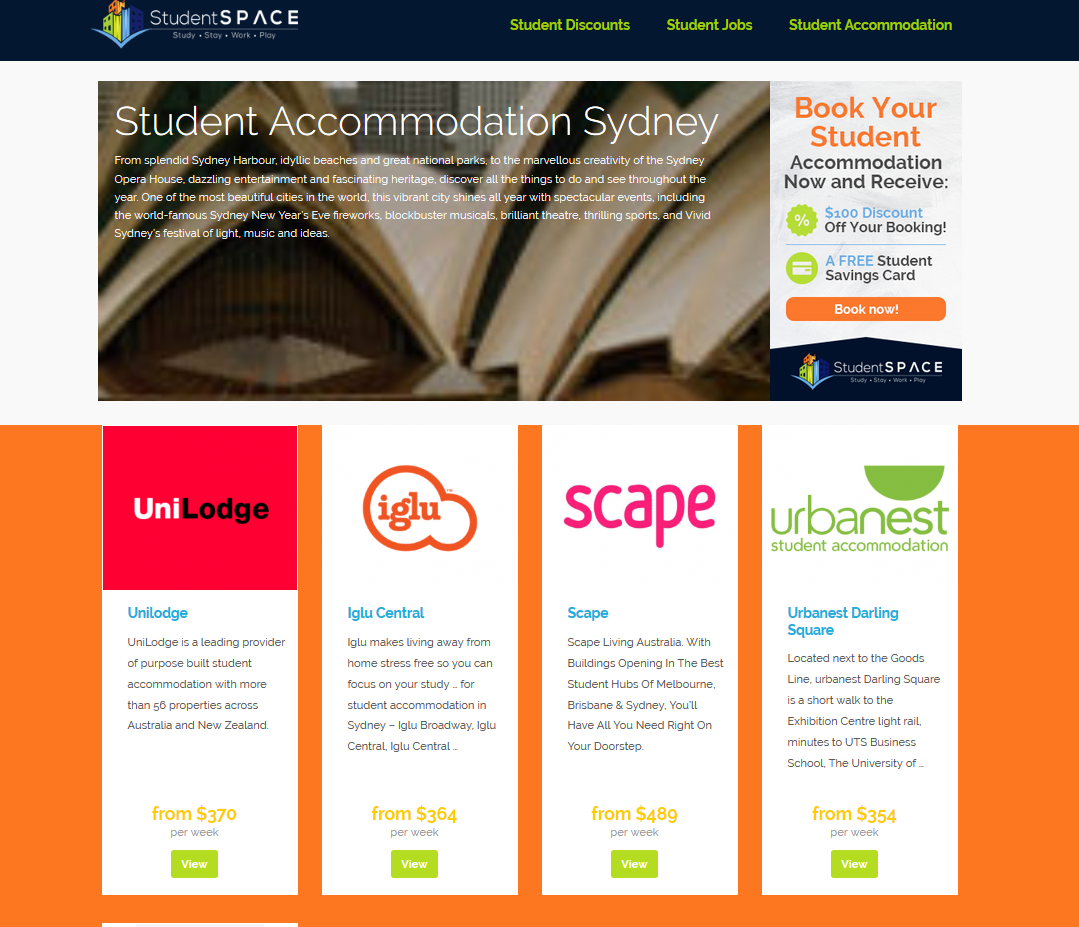 StudentSPACE
Study • Stay • Work • Play
Student Discounts
Student Jobs
Student Accommodation
Student Accommodation Sydney
From splendid Sydney Harbour, idyllic beaches and great national parks, to the marvellous creativity of the Sydney
Opera House, dazzling entertainment and fascinating heritage, discover all the things to do and see throughout the
year. One of the most beautiful cities in the world, this vibrant city shines all year with spectacular events, including
the world-famous Sydney New Year's Eve fireworks, blockbuster musicals, brilliant theatre, thrilling sports, and Vivid
Sydney's festival of light, music and ideas.
Book Your
Student
Accommodation
Now and Receive:
%
$100 Discount
Off Your Booking!
A FREE Student
Savings Card
Book now!
StudentSPACE
Study • Stay • Work • Play
UniLodge
Unilodge
UniLodge is a leading provider
of purpose built student
accommodation with more
than 56 properties across
Australia and New Zealand.
from $370
per week
View
iglu™
Iglu Central
Iglu makes living away from
home stress free so you can
focus on your study … for
student accommodation in
Sydney – Iglu Broadway, Iglu
Central, Iglu Central …
from $364
per week
View
scape
Scape
Scape Living Australia. With
Buildings Opening In The Best
Student Hubs Of Melbourne,
Brisbane & Sydney, You'll
Have All You Need Right On
Your Doorstep.
from $489
per week
View
urbanest
student accommodation
Urbanest Darling
Square
Located next to the Goods
Line, urbanest Darling Square
is a short walk to the
Exhibition Centre light rail,
minutes to UTS Business
School, The University of …
from $354
per week
View